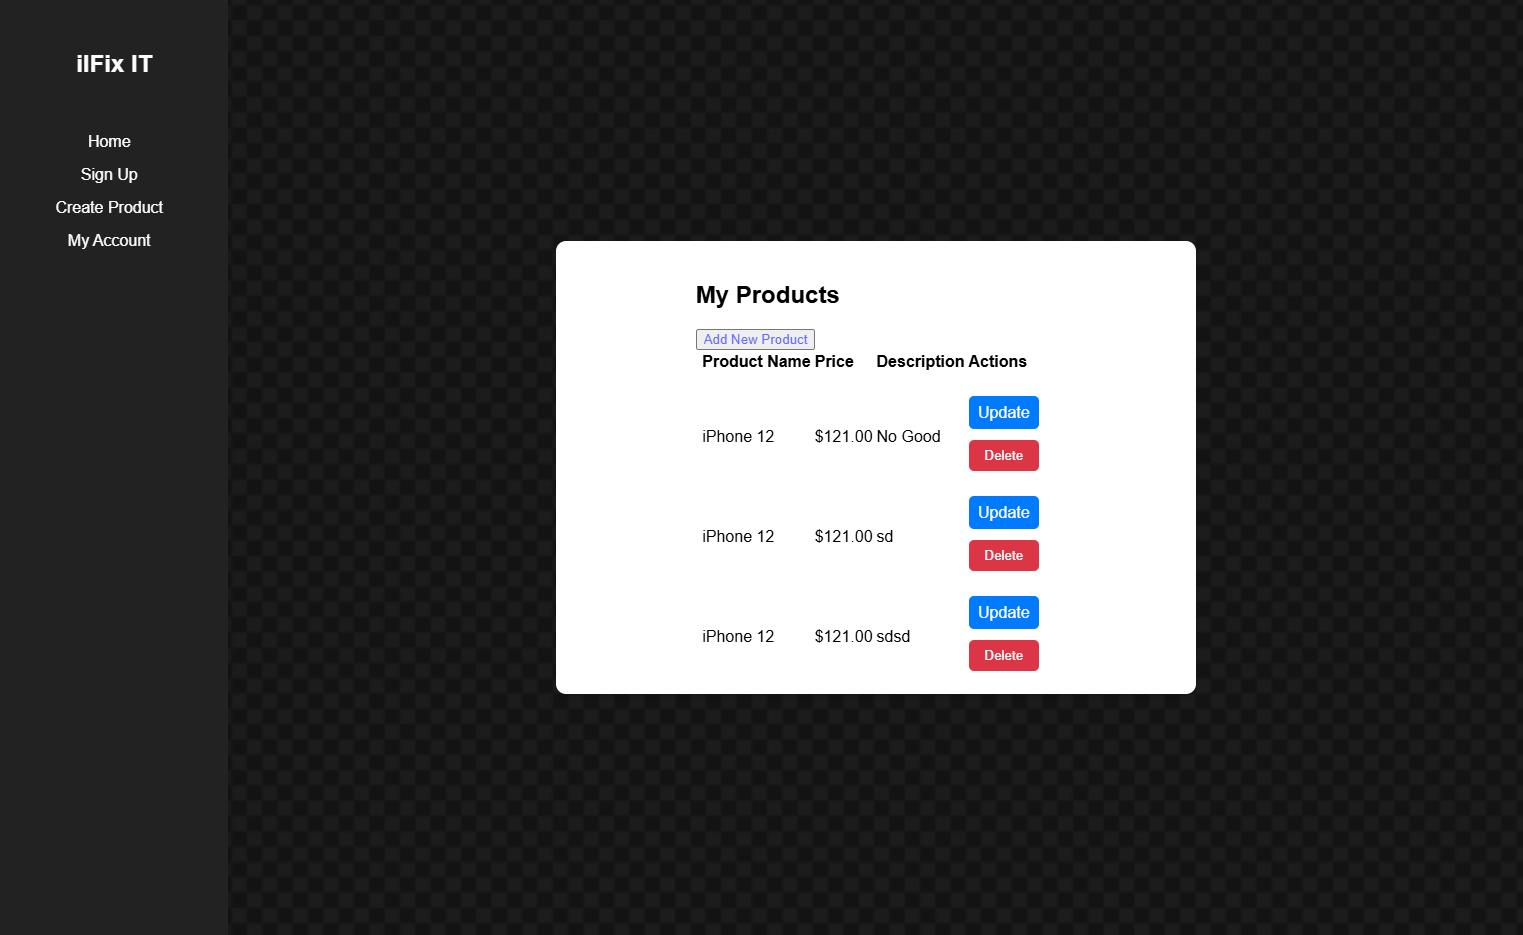 ilFix IT
Home
Sign Up
Create Product
My Account
My Products
Add New Product
Product Name Price Description Actions
iPhone 12 $121.00 No Good Update
Delete
iPhone 12 $121.00 sd Update
Delete
iPhone 12 $121.00 sdsd Update
Delete